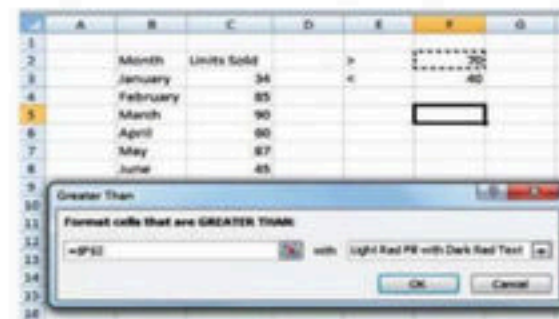 A B C D E F G
1
2 Month Units Sold > 70
3 January 34 < 40
4 February 85
5 March 90
6 April 60
7 May 87
8 June 45
9
10
11
12
13
14
15
16
Greater Than
Format cells that are GREATER THAN:
=$F$2 with Light Red Fill with Dark Red Text
OK Cancel